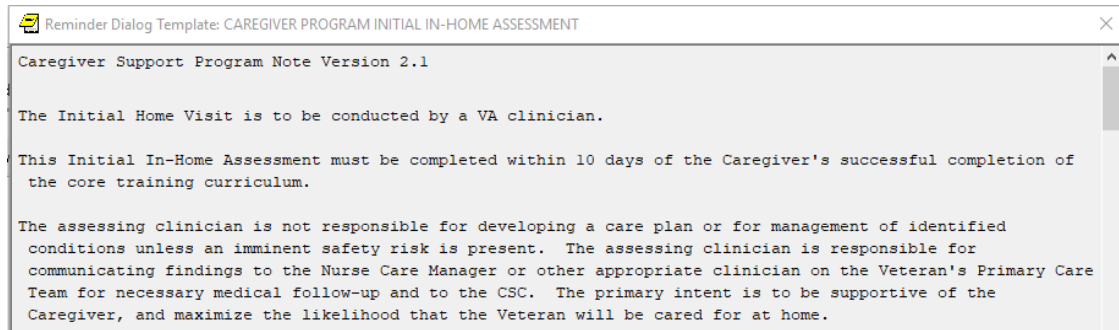 Reminder Dialog Template: CAREGIVER PROGRAM INITIAL IN-HOME ASSESSMENT
Caregiver Support Program Note Version 2.1
The Initial Home Visit is to be conducted by a VA clinician.
This Initial In-Home Assessment must be completed within 10 days of the Caregiver's successful completion of
the core training curriculum.
The assessing clinician is not responsible for developing a care plan or for management of identified
conditions unless an imminent safety risk is present.  The assessing clinician is responsible for
communicating findings to the Nurse Care Manager or other appropriate clinician on the Veteran's Primary Care
Team for necessary medical follow-up and to the CSC.  The primary intent is to be supportive of the
Caregiver, and maximize the likelihood that the Veteran will be cared for at home.